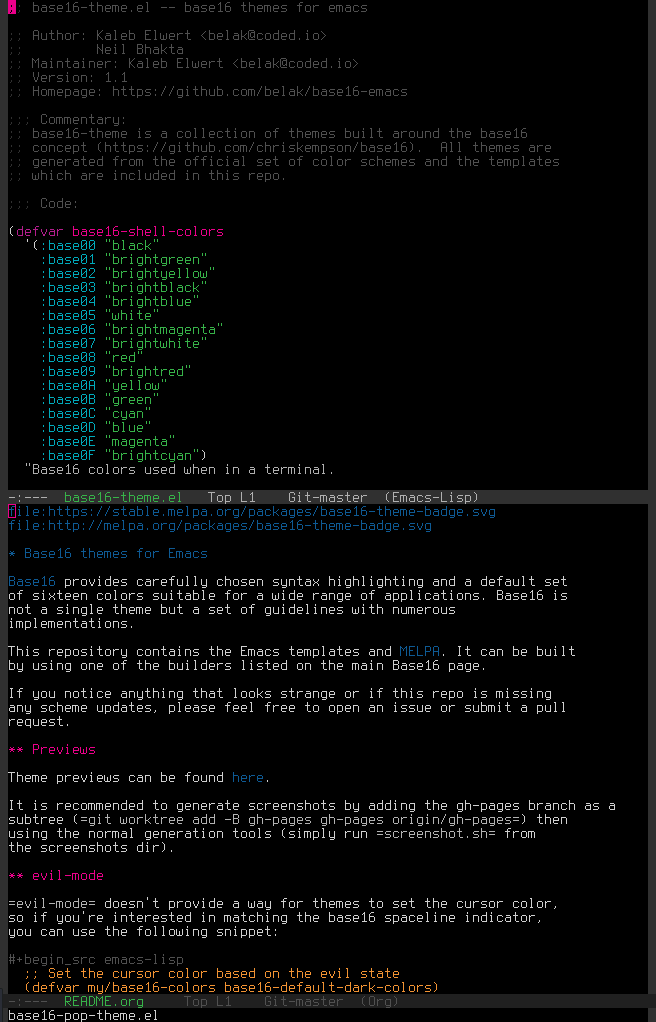 ;; base16-theme.el -- base16 themes for emacs
;; Author: Kaleb Elwert <belak@coded.io>
;;         Neil Bhakta
;; Maintainer: Kaleb Elwert <belak@coded.io>
;; Version: 1.1
;; Homepage: https://github.com/belak/base16-emacs
;;; Commentary:
;; base16-theme is a collection of themes built around the base16
;; concept (https://github.com/chriskempson/base16).  All themes are
;; generated from the official set of color schemes and the templates
;; which are included in this repo.
;;; Code:
(defvar base16-shell-colors
  '(:base00 "black"
    :base01 "brightgreen"
    :base02 "brightyellow"
    :base03 "brightblack"
    :base04 "brightblue"
    :base05 "white"
    :base06 "brightmagenta"
    :base07 "brightwhite"
    :base08 "red"
    :base09 "brightred"
    :base0A "yellow"
    :base0B "green"
    :base0C "cyan"
    :base0D "blue"
    :base0E "magenta"
    :base0F "brightcyan")
  "Base16 colors used when in a terminal.
-:---  base16-theme.el   Top L1    Git-master  (Emacs-Lisp)
file:https://stable.melpa.org/packages/base16-theme-badge.svg
file:http://melpa.org/packages/base16-theme-badge.svg
* Base16 themes for Emacs
Base16 provides carefully chosen syntax highlighting and a default set
of sixteen colors suitable for a wide range of applications. Base16 is
not a single theme but a set of guidelines with numerous
implementations.
This repository contains the Emacs templates and MELPA. It can be built
by using one of the builders listed on the main Base16 page.
If you notice anything that looks strange or if this repo is missing
any scheme updates, please feel free to open an issue or submit a pull
request.
** Previews
Theme previews can be found here.
It is recommended to generate screenshots by adding the gh-pages branch as a
subtree (=git worktree add -B gh-pages gh-pages origin/gh-pages=) then
using the normal generation tools (simply run =screenshot.sh= from
the screenshots dir).
** evil-mode
=evil-mode= doesn't provide a way for themes to set the cursor color,
so if you're interested in matching the base16 spaceline indicator,
you can use the following snippet:
#+begin_src emacs-lisp
  ;; Set the cursor color based on the evil state
  (defvar my/base16-colors base16-default-dark-colors)
-:---  README.org     Top L1    Git-master  (Org)
base16-pop-theme.el